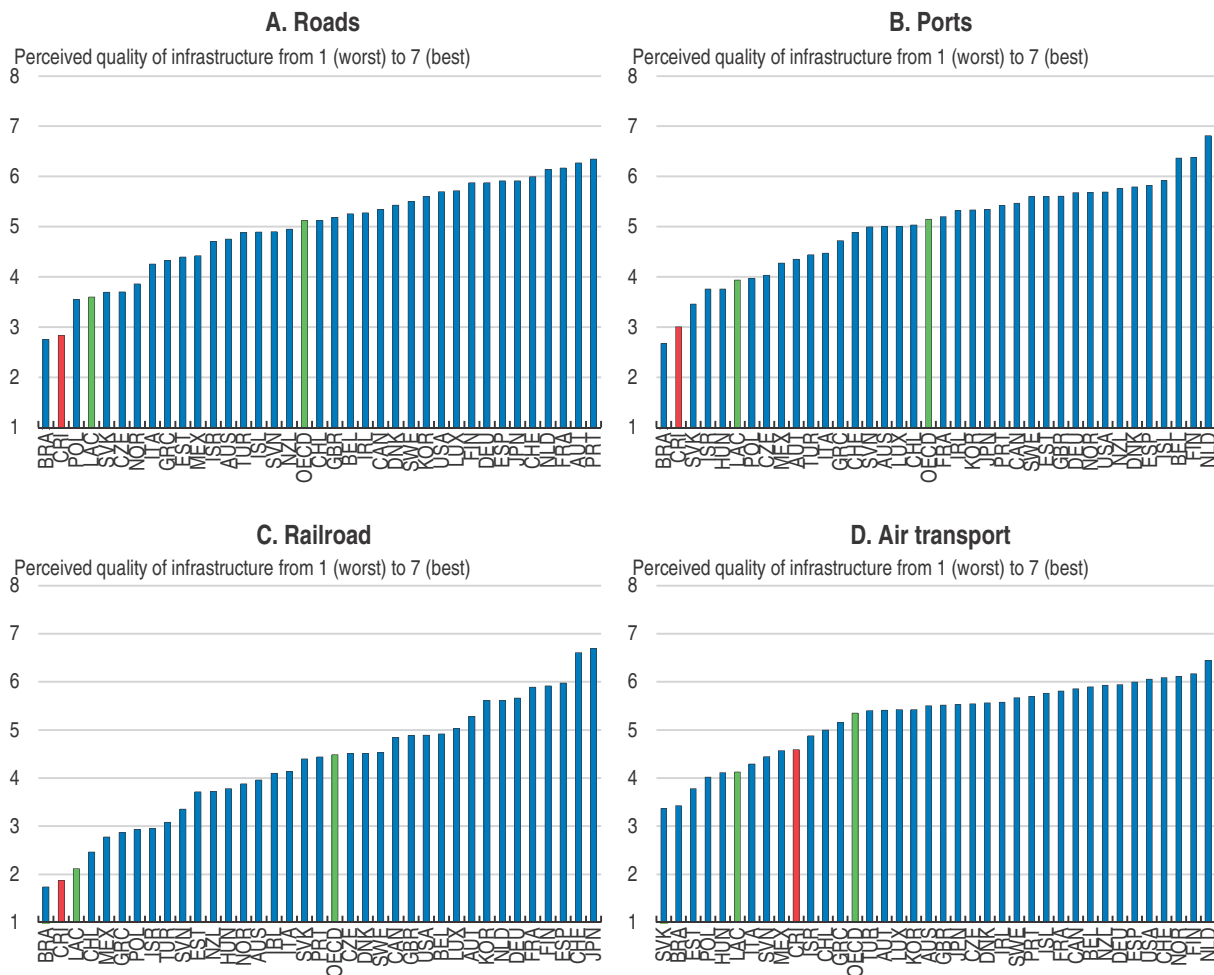 A. Roads
Perceived quality of infrastructure from 1 (worst) to 7 (best)
8
7
6
5
4
3
2
1
BRA CRI POL LAC SVK CZE NOR ITA GRC EST MEX ISR AUS TUR ISL SVN NZL OECD CHL GBR BEL IRL CAN DNK SWE KOR USA LUX FIN DEU ESP JPN CHE NLD FRA AUT PRT
B. Ports
Perceived quality of infrastructure from 1 (worst) to 7 (best)
8
7
6
5
4
3
2
1
BRA CRI SVK ISR HUN LAC POL CZE MEX AUT TUR ITA GRC CHE SVN AUS LUX CHL OECD FRA IRL KOR JPN PRT CAN SWE EST GBR DEU NOR USA NZL DNK ESP ISL BEL FIN NLD
C. Railroad
Perceived quality of infrastructure from 1 (worst) to 7 (best)
8
7
6
5
4
3
2
1
BRA CRI LAC CHL MEX GRC POL ISR TUR SVN EST NZL HUN NOR AUS IRL ITA SVK PRT OECD CZE DNK SWE CAN GBR USA BEL LUX AUT KOR NLD DEU FRA FIN ESP CHE JPN
D. Air transport
Perceived quality of infrastructure from 1 (worst) to 7 (best)
8
7
6
5
4
3
2
1
SVK BRA EST POL HUN LAC ITA SVN MEX CRI ISR CHL GRC OECD TUR AUT LUX KOR AUS GBR JPN CZE DNK IRL SWE PRT ISL FRA CAN BEL NZL DEU ESP USA CHE NOR FIN NLD